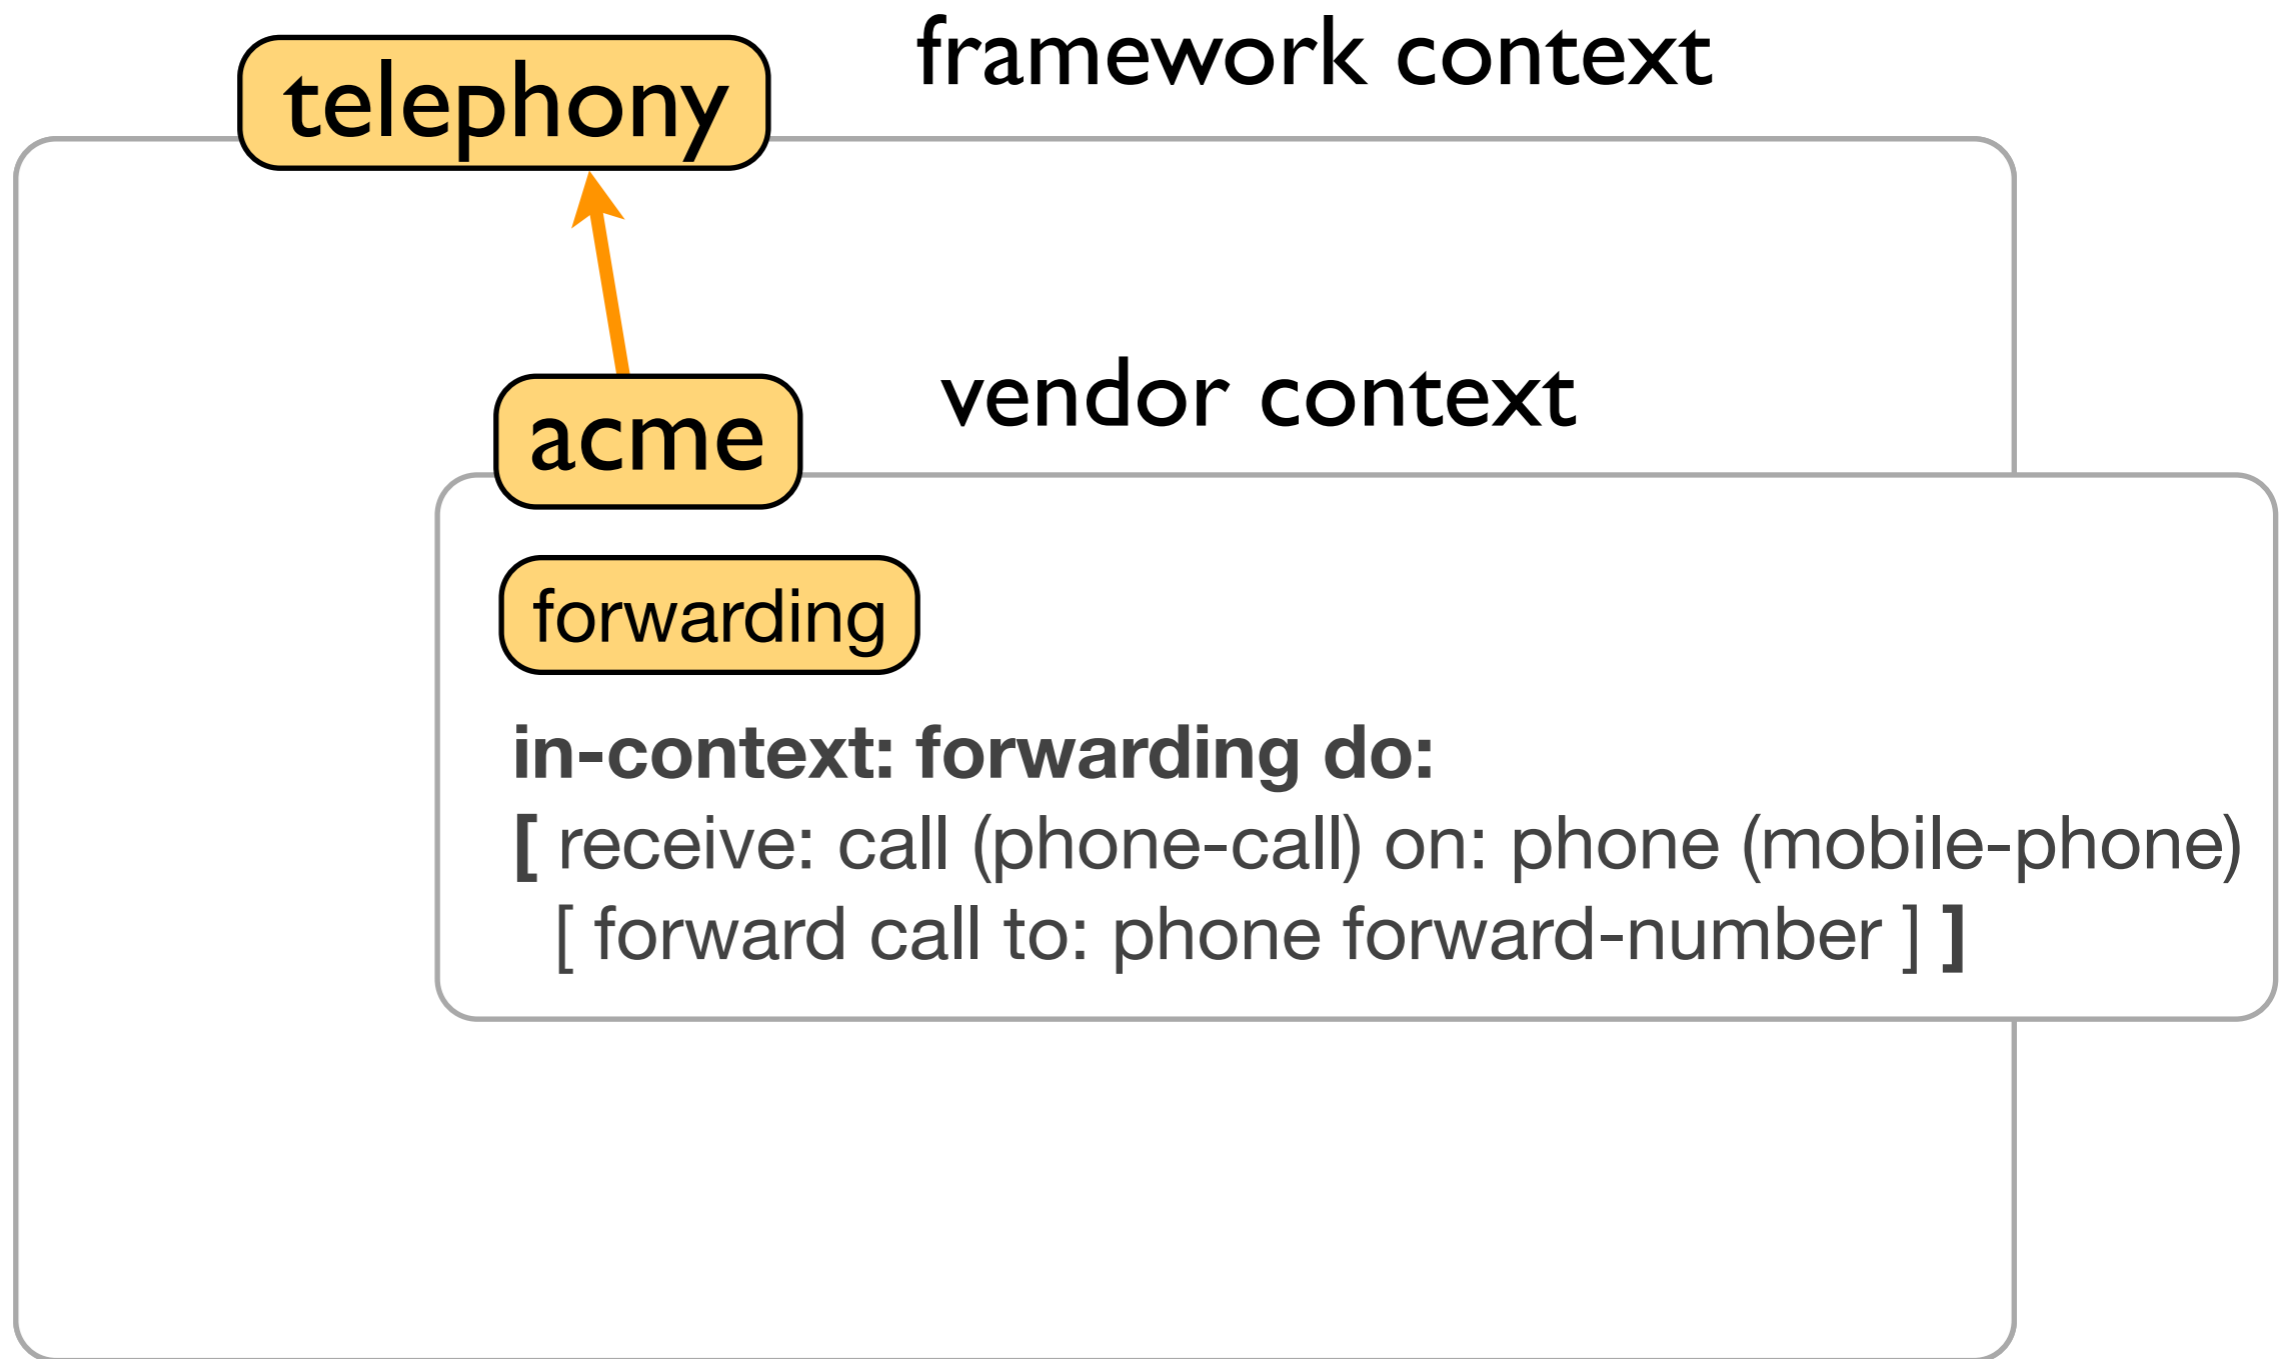 telephony
framework context
acme
vendor context
forwarding
in-context: forwarding do:
[ receive: call (phone-call) on: phone (mobile-phone)
[ forward call to: phone forward-number ] ]